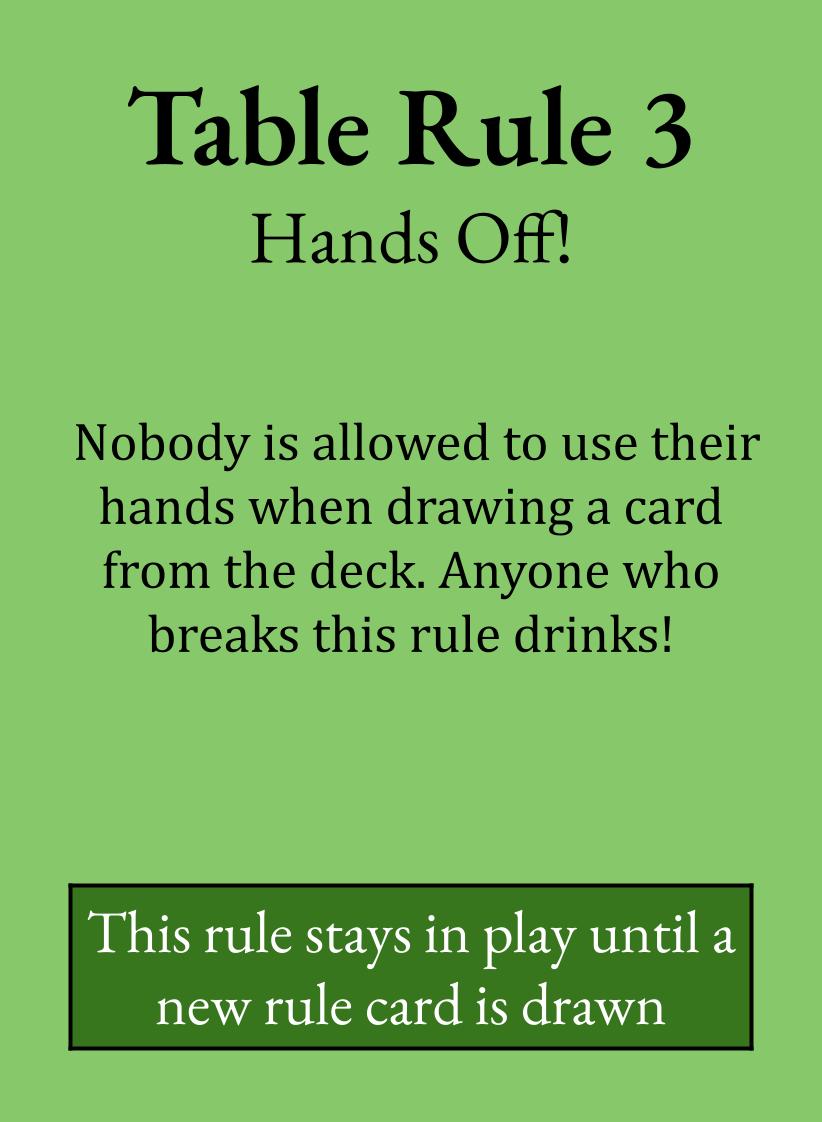 Table Rule 3
Hands Off!
Nobody is allowed to use their
hands when drawing a card
from the deck. Anyone who
breaks this rule drinks!
This rule stays in play until a
new rule card is drawn